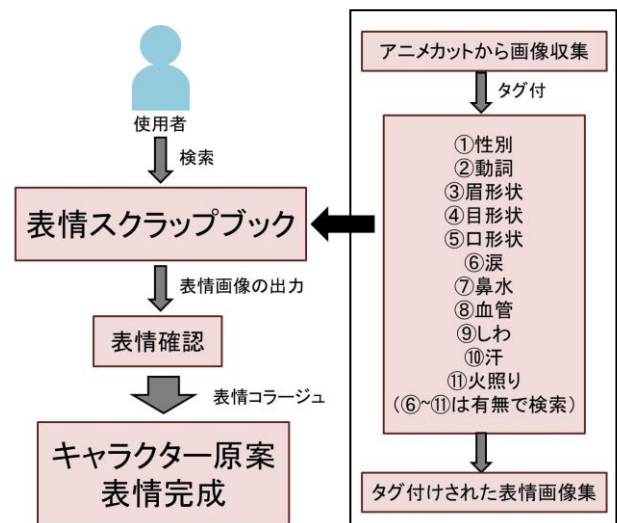 使用者
検索
表情スクラップブック
表情画像の出力
表情確認
表情コラージュ
キャラクター原案
表情完成
アニメカットから画像収集
タグ付
①性別
②動詞
③眉形状
④目形状
⑤口形状
⑥涙
⑦鼻水
⑧血管
⑨しわ
⑩汗
⑪火照り
(⑥~⑪は有無で検索)
タグ付けされた表情画像集